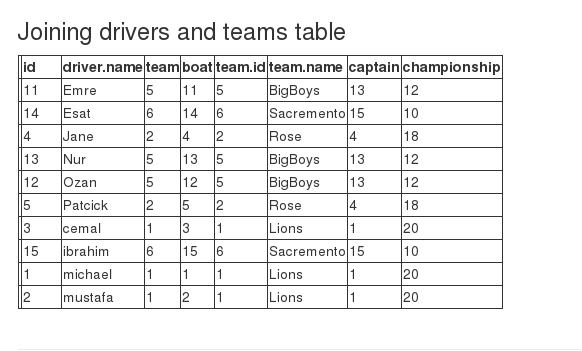 Joining drivers and teams table
id driver.name team boat team.id team.name captain championship
11 Emre 5 11 5 BigBoys 13 12
14 Esat 6 14 6 Sacremento 15 10
4 Jane 2 4 2 Rose 4 18
13 Nur 5 13 5 BigBoys 13 12
12 Ozan 5 12 5 BigBoys 13 12
5 Patcick 2 5 2 Rose 4 18
3 cemal 1 3 1 Lions 1 20
15 ibrahim 6 15 6 Sacremento 15 10
1 michael 1 1 1 Lions 1 20
2 mustafa 1 2 1 Lions 1 20